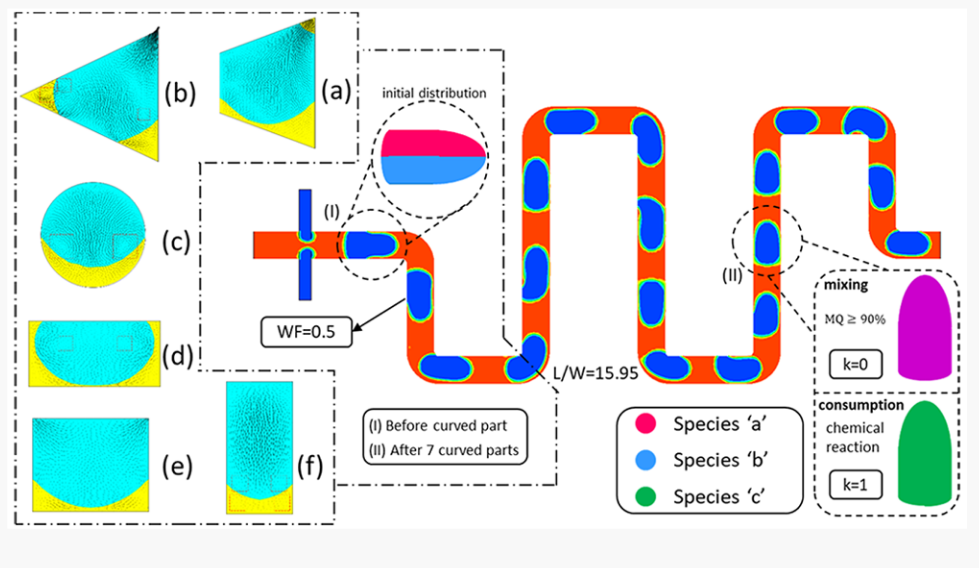 (b)
(a)
(c)
(d)
(e)
(f)
initial distribution
(I)
WF=0.5
(I) Before curved part
(II) After 7 curved parts
L/W=15.95
(II)
Species 'a'
Species 'b'
Species 'c'
mixing
MQ ≥ 90%
k=0
consumption
chemical
reaction
k=1